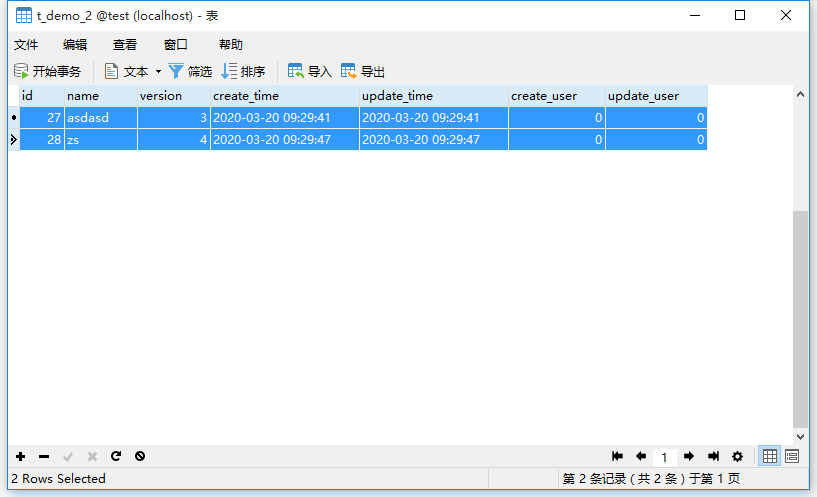 t_demo_2 @test (localhost) - 表
文件 编辑 查看 窗口 帮助
开始事务 文本 筛选 排序 导入 导出
id name version create_time update_time create_user update_user
27 asdasd 3 2020-03-20 09:29:41 2020-03-20 09:29:41 0 0
28 zs 4 2020-03-20 09:29:47 2020-03-20 09:29:47 0 0
1
2 Rows Selected 第 2 条记录 ( 共 2 条 ) 于第 1 页